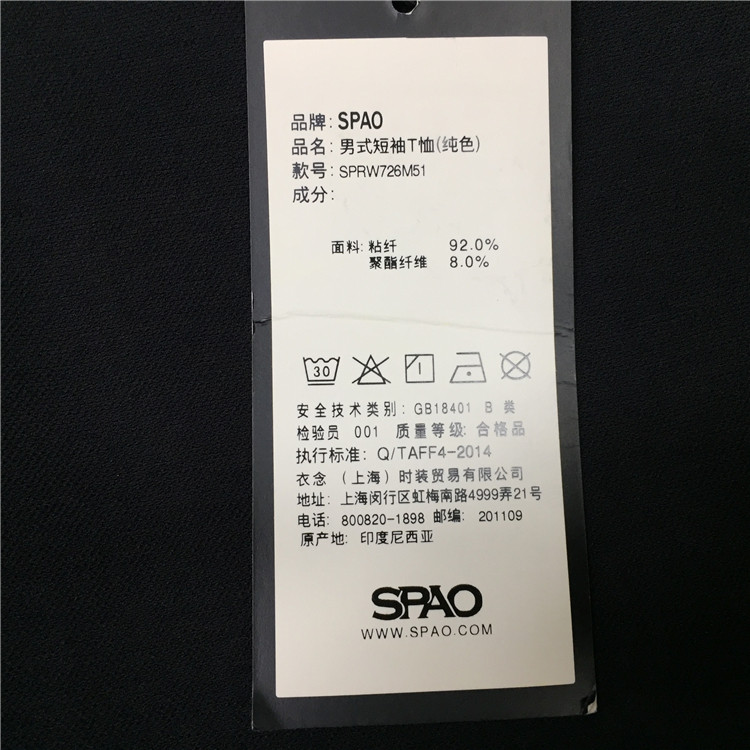 品牌: SPAO
品名: 男式短袖T恤(纯色)
款号: SPRW726M51
成分:
面料: 粘纤 92.0%
聚酯纤维 8.0%
30
安全技术类别: GB18401 B 类
检验员 001 质量等级: 合格品
执行标准: Q/TAFF4-2014
衣念 (上海) 时装贸易有限公司
地址: 上海闵行区虹梅南路4999弄21号
电话: 800820-1898 邮编: 201109
原产地: 印度尼西亚
SPAO
WWW.SPAO.COM